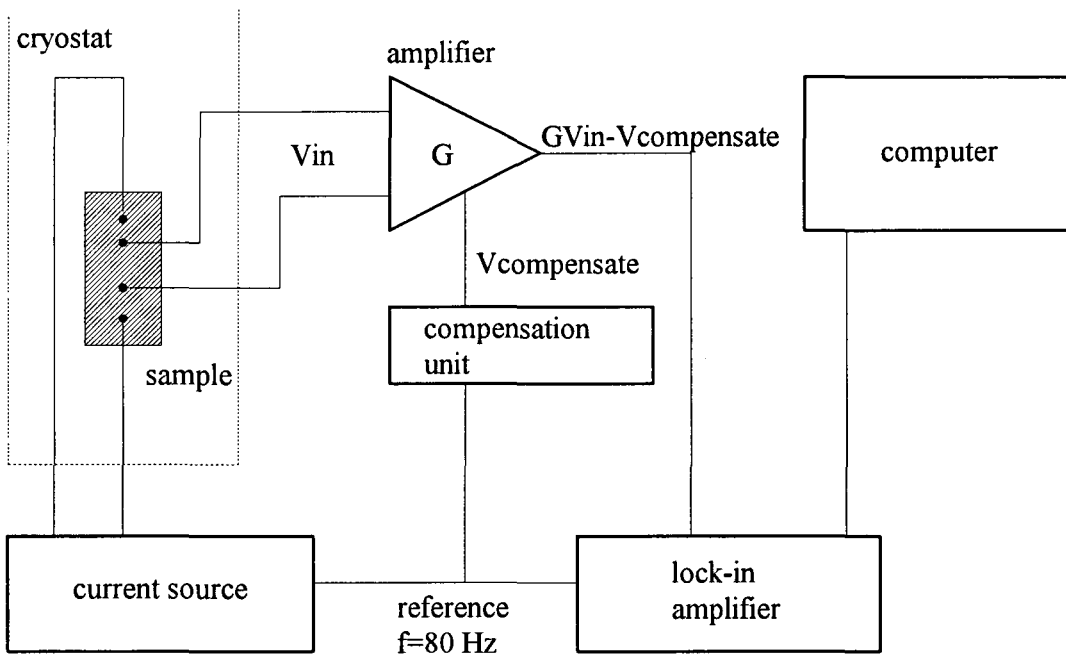 cryostat
amplifier
Vin
G
GVin-Vcompensate
computer
Vcompensate
compensation
unit
sample
current source
reference
f=80 Hz
lock-in
amplifier